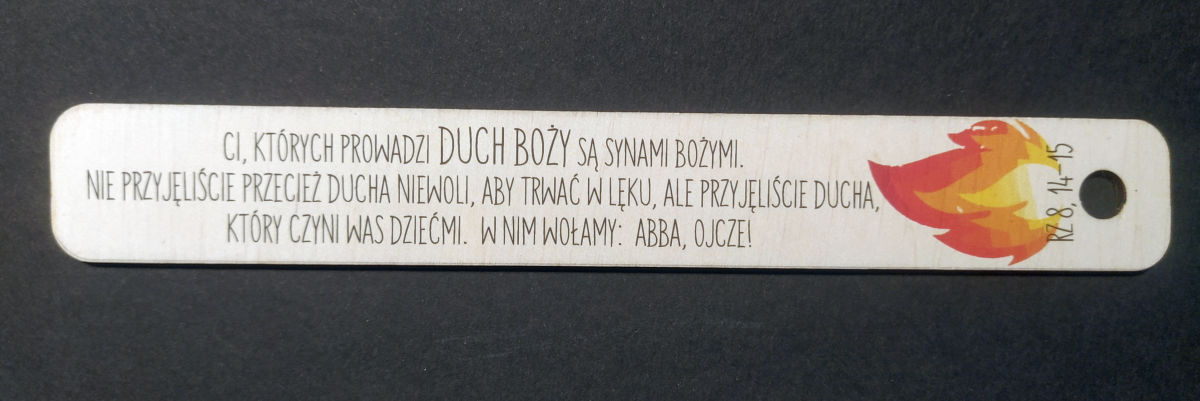 CI, KTÓRYCH PROWADZI DUCH BOŻY SĄ SYNAMI BOŻYMI.
NIE PRZYJĘLIŚCIE PRZECIEŻ DUCHA NIEWOLI, ABY TRWAĆ W LĘKU, ALE PRZYJĘLIŚCIE DUCHA,
KTÓRY CZYNI WAS DZIEĆMI. W NIM WOŁAMY: ABBA, OJCZE!
RZ 8, 14-15